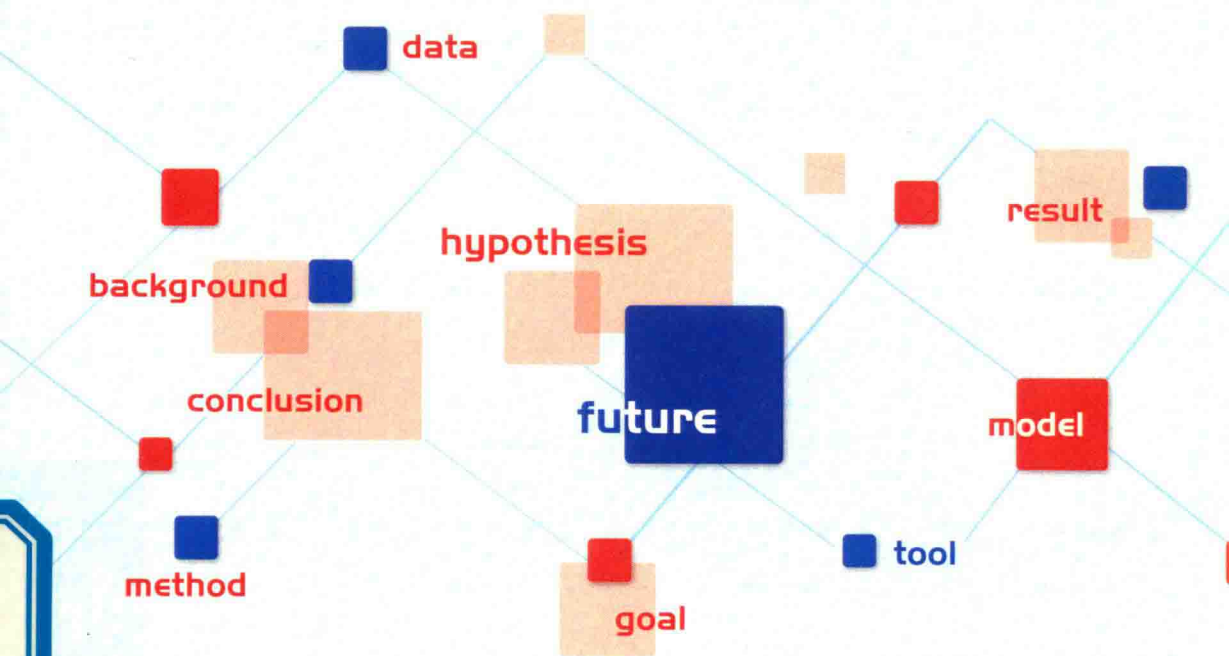 data
result
hypothesis
background
conclusion
future
model
tool
method
goal